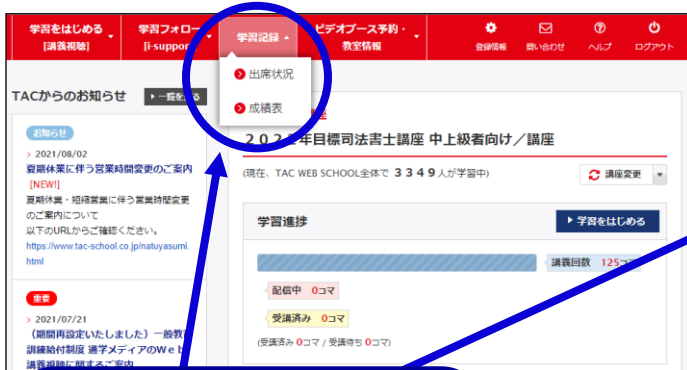 学習をはじめる
[講義視聴]
学習フォロー
[i-suppor
学習記録
ビデオブース予約・
教室情報
登録情報
問い合わせ
ヘルプ
ログアウト
出席状況
成績表
TACからのお知らせ
お知らせ
> 2021/08/02
夏期休業に伴う営業時間変更のご案内
[NEW!]
夏期休業・短縮営業に伴う営業時間変更
のご案内について
以下のURLからご確認ください。
https://www.tac-school.co.jp/natuyasumi.
html
重要
> 2021/07/21
(期間再設定いたしました)一般教
訓練給付制度 通学メディアのWeb
講義視聴に関するご案内
年目標司法書士講座 中上級者向け/講座
(現在、TAC WEB SCHOOL全体で 3349人が学習中)
講座変更
学習進捗
学習をはじめる
講義回数 125コマ
配信中 0コマ
受講済み 0コマ
(受講済み 0コマ / 受講待ち 0コマ)